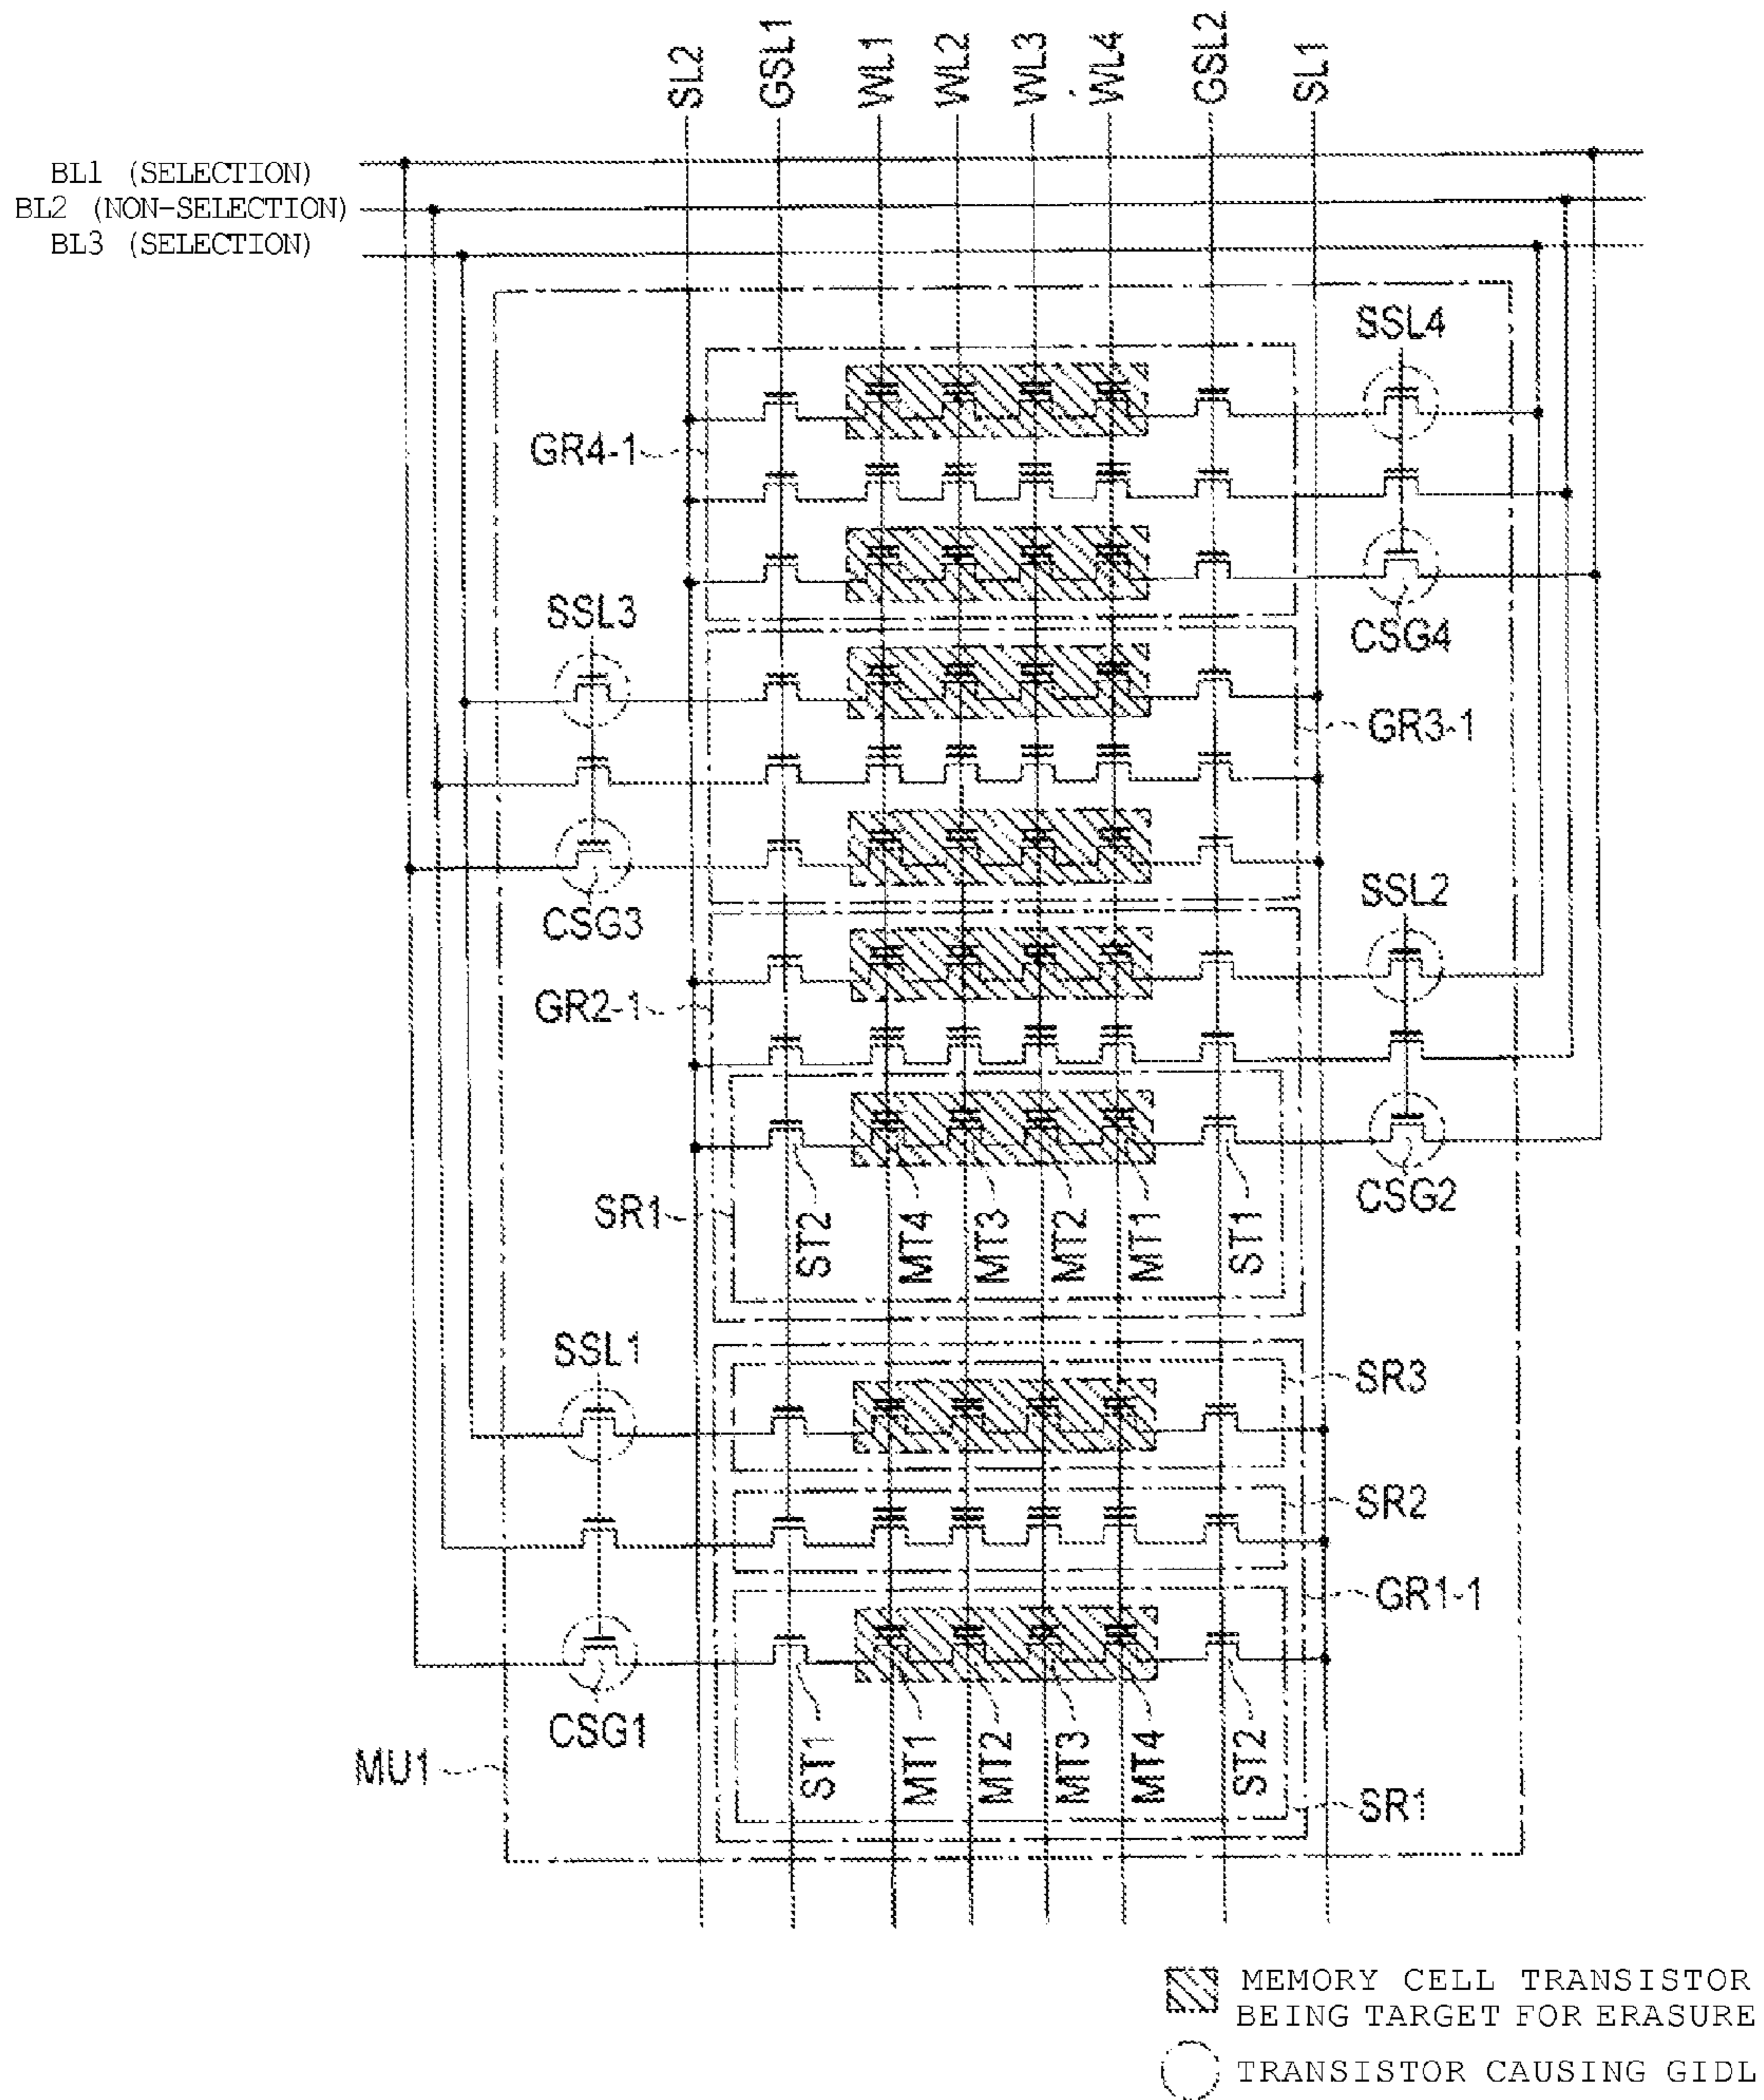 SL2
GSL1
WL1
WL2
WL3
WL4
GSL2
SL1
BL1 (SELECTION)
BL2 (NON-SELECTION)
BL3 (SELECTION)
SSL4
GR4-1
SSL3
CSG4
GR3-1
SSL2
CSG3
GR2-1
SR1
ST2
MT4
MT3
MT2
MT1
ST1
CSG2
SSL1
SR3
SR2
GR1-1
CSG1
ST1
MT1
MT2
MT3
MT4
ST2
MU1
SR1
MEMORY CELL TRANSISTOR
BEING TARGET FOR ERASURE
TRANSISTOR CAUSING GIDL